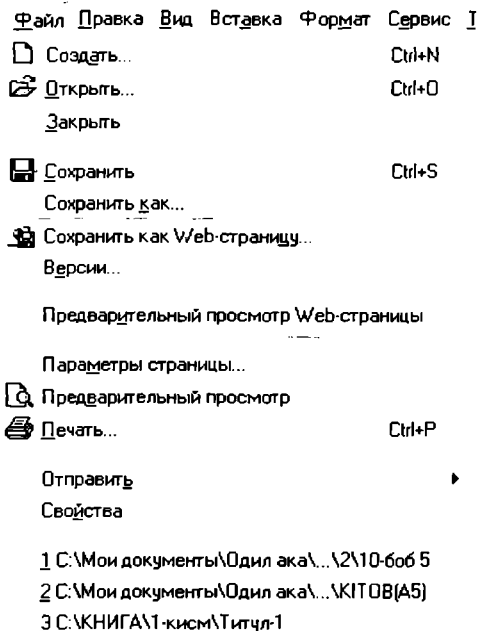 Файл Правка Вид Вставка Формат Сервис
Создать... Ctrl+N
Открыть... Ctrl+O
Закрыть
Сохранить Ctrl+S
Сохранить как...
Сохранить как Web-страницу...
Версии...
Предварительный просмотр Web-страницы
Параметры страницы...
Предварительный просмотр
Печать... Ctrl+P
Отправить
Свойства
1 C:\Мои документы\Одил ака\...\2\10-боб 5
2 C:\Мои документы\Одил ака\...\KITOB(A5)
3 C:\КНИГА\1-кисм\Титул-1